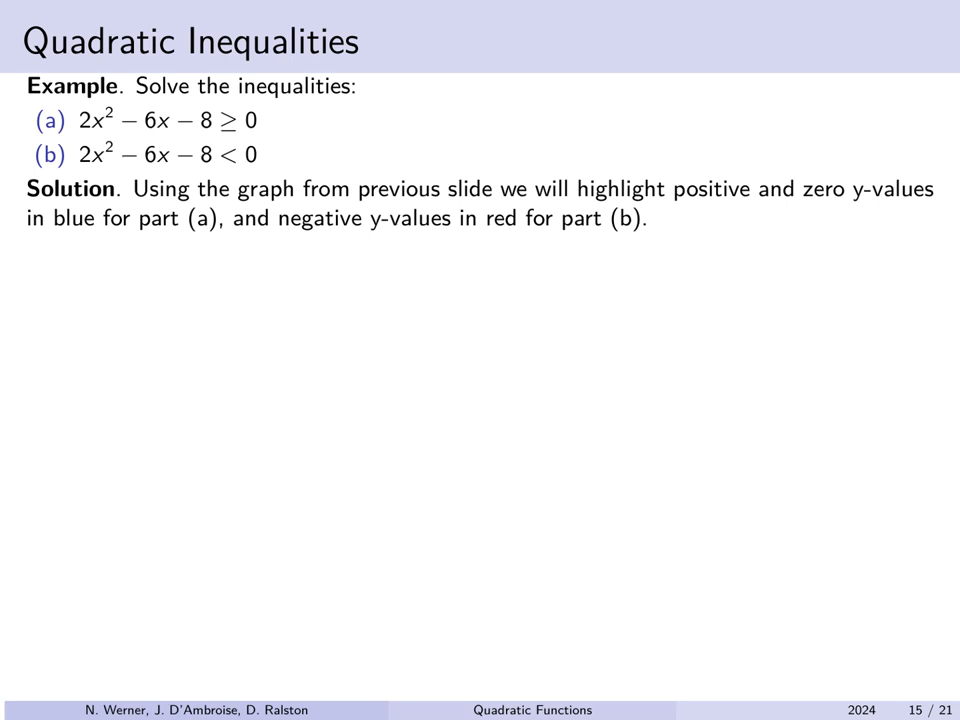 Quadratic Inequalities
Example. Solve the inequalities:
(a) 2x² − 6x − 8 ≥ 0
(b) 2x² − 6x − 8 < 0
Solution. Using the graph from previous slide we will highlight positive and zero y-values
in blue for part (a), and negative y-values in red for part (b).
N. Werner, J. D'Ambroise, D. Ralston Quadratic Functions 2024 15 / 21